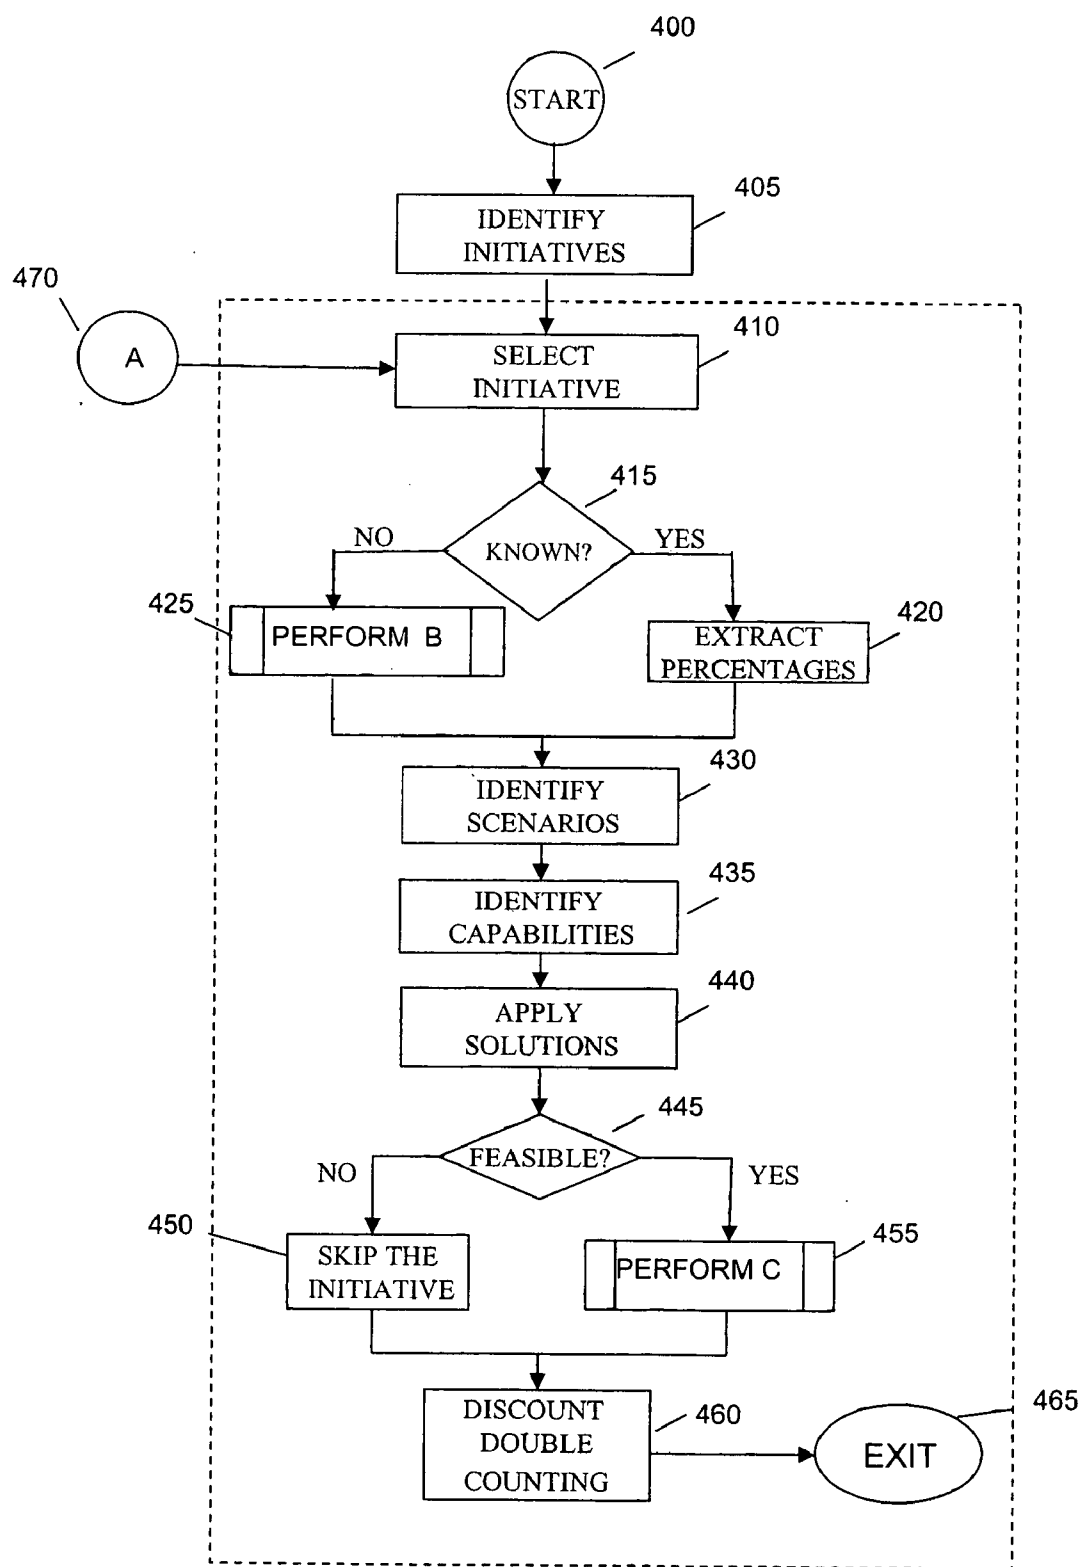 400
START
405
IDENTIFY
INITIATIVES
470
A
410
SELECT
INITIATIVE
415
KNOWN?
NO
YES
425
PERFORM B
420
EXTRACT
PERCENTAGES
430
IDENTIFY
SCENARIOS
435
IDENTIFY
CAPABILITIES
440
APPLY
SOLUTIONS
445
FEASIBLE?
NO
YES
450
SKIP THE
INITIATIVE
455
PERFORM C
460
DISCOUNT
DOUBLE
COUNTING
465
EXIT